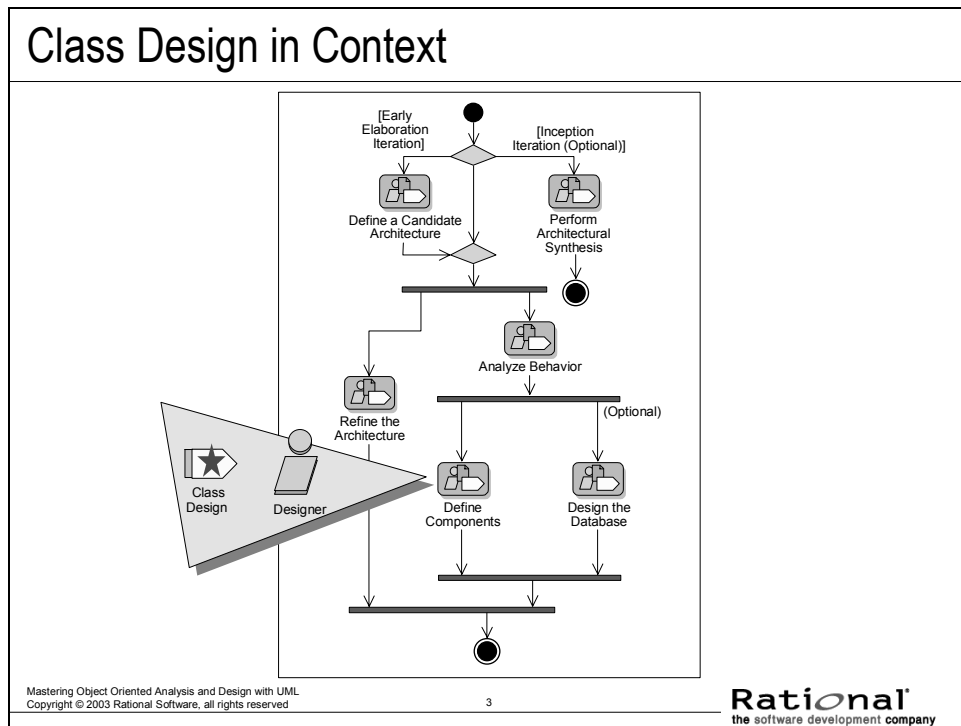 Class Design in Context
[Early
Elaboration
Iteration]
[Inception
Iteration (Optional)]
Define a Candidate
Architecture
Perform
Architectural
Synthesis
Analyze Behavior
(Optional)
Refine the
Architecture
Class
Design
Designer
Define
Components
Design the
Database
Mastering Object Oriented Analysis and Design with UML
Copyright © 2003 Rational Software, all rights reserved
3
Rational
the software development company